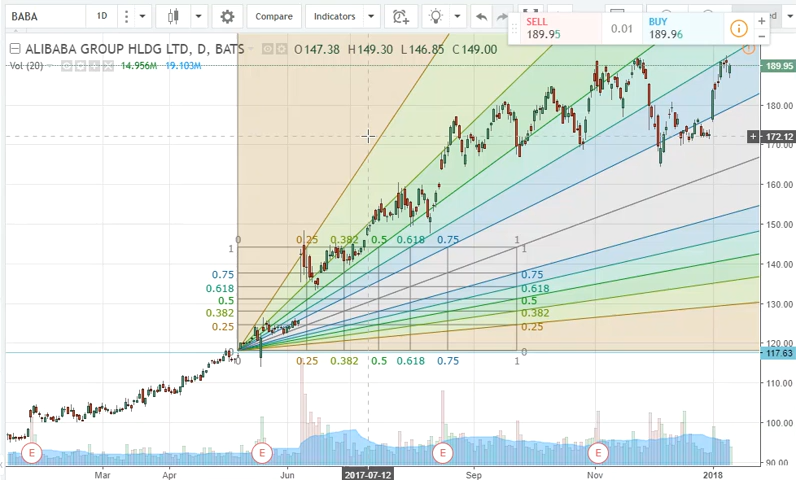 BABA 1D Compare Indicators
SELL 189.95 0.01 BUY 189.96
ALIBABA GROUP HLDG LTD, D, BATS O147.38 H149.30 L146.85 C149.00
Vol (20) 14.956M 19.103M
189.95
180.00
172.12
170.00
160.00
150.00
140.00
130.00
120.00
117.63
110.00
100.00
90.00
0 0.25 0.382 0.5 0.618 0.75 1
1 1
0.75 0.75
0.618 0.618
0.5 0.5
0.382 0.382
0.25 0.25
0 0
0.25 0.382 0.5 0.618 0.75 1
E E E E
Mar Apr Jun 2017-07-12 Sep Nov 2018